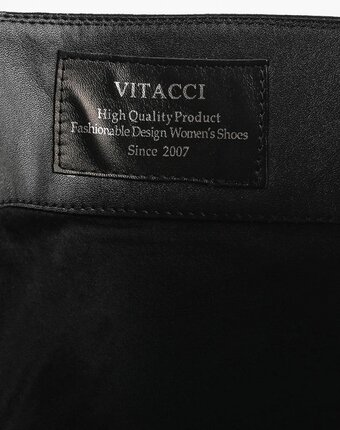 VITACCI
High Quality Product
Fashionable Design Women's Shoes
Since 2007